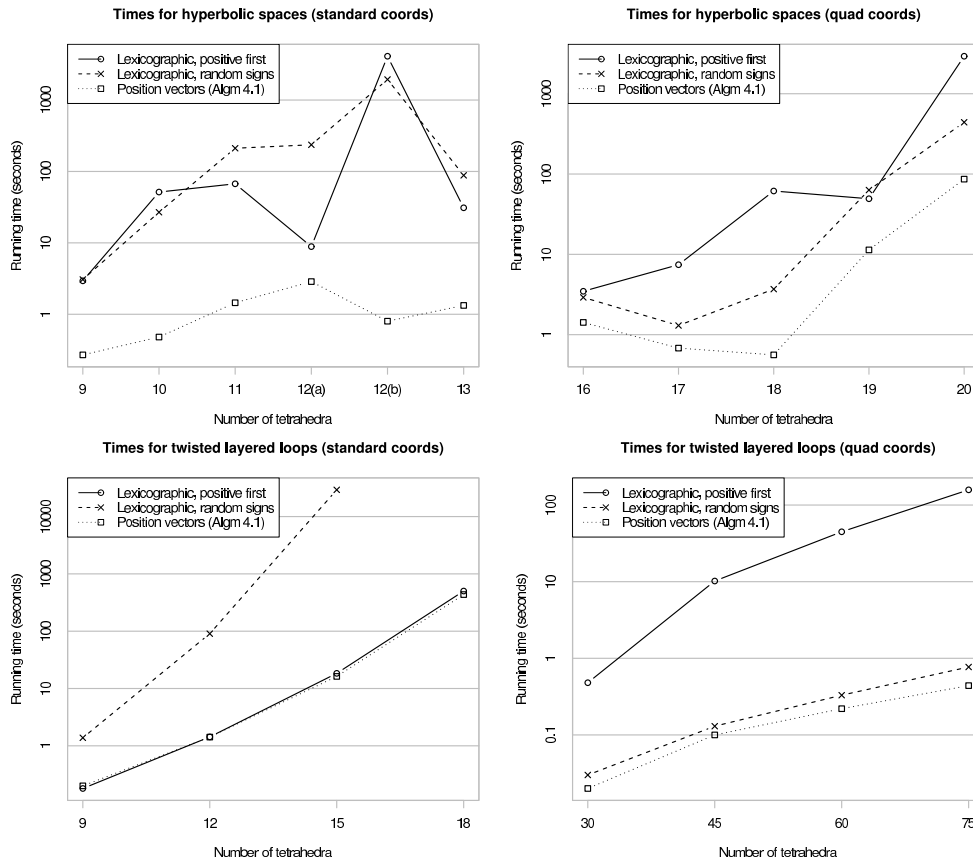 Times for hyperbolic spaces (standard coords)
Lexicographic, positive first
Lexicographic, random signs
Position vectors (Algm 4.1)
Running time (seconds)
1000
100
10
1
9
10
11
12(a)
12(b)
13
Number of tetrahedra
Times for hyperbolic spaces (quad coords)
Lexicographic, positive first
Lexicographic, random signs
Position vectors (Algm 4.1)
Running time (seconds)
1000
100
10
1
16
17
18
19
20
Number of tetrahedra
Times for twisted layered loops (standard coords)
Lexicographic, positive first
Lexicographic, random signs
Position vectors (Algm 4.1)
Running time (seconds)
10000
1000
100
10
1
9
12
15
18
Number of tetrahedra
Times for twisted layered loops (quad coords)
Lexicographic, positive first
Lexicographic, random signs
Position vectors (Algm 4.1)
Running time (seconds)
100
10
1
0.1
30
45
60
75
Number of tetrahedra